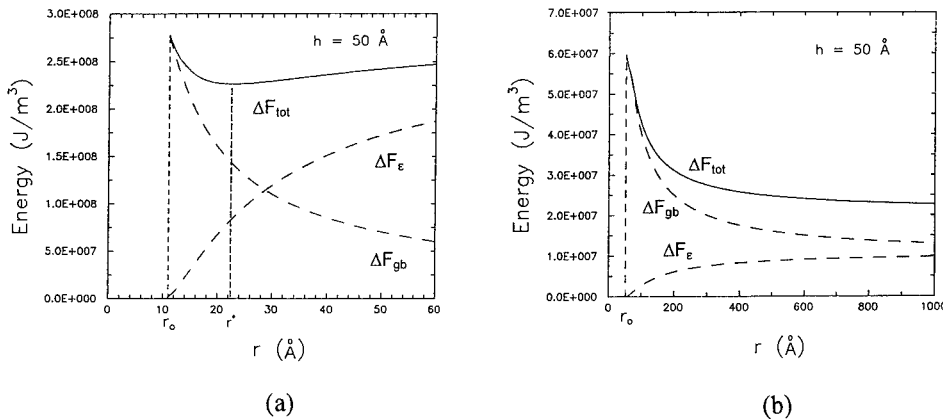 3.0E+008
2.5E+008
2.0E+008
1.5E+008
1.0E+008
5.0E+007
0.0E+000
Energy (J/m³)
h = 50 Å
ΔF_tot
ΔF_ε
ΔF_gb
0 10 20 30 40 50 60
r_o
r*
r (Å)
(a)
7.0E+007
6.0E+007
5.0E+007
4.0E+007
3.0E+007
2.0E+007
1.0E+007
0.0E+000
Energy (J/m³)
h = 50 Å
ΔF_tot
ΔF_gb
ΔF_ε
0 200 400 600 800 1000
r_o
r (Å)
(b)